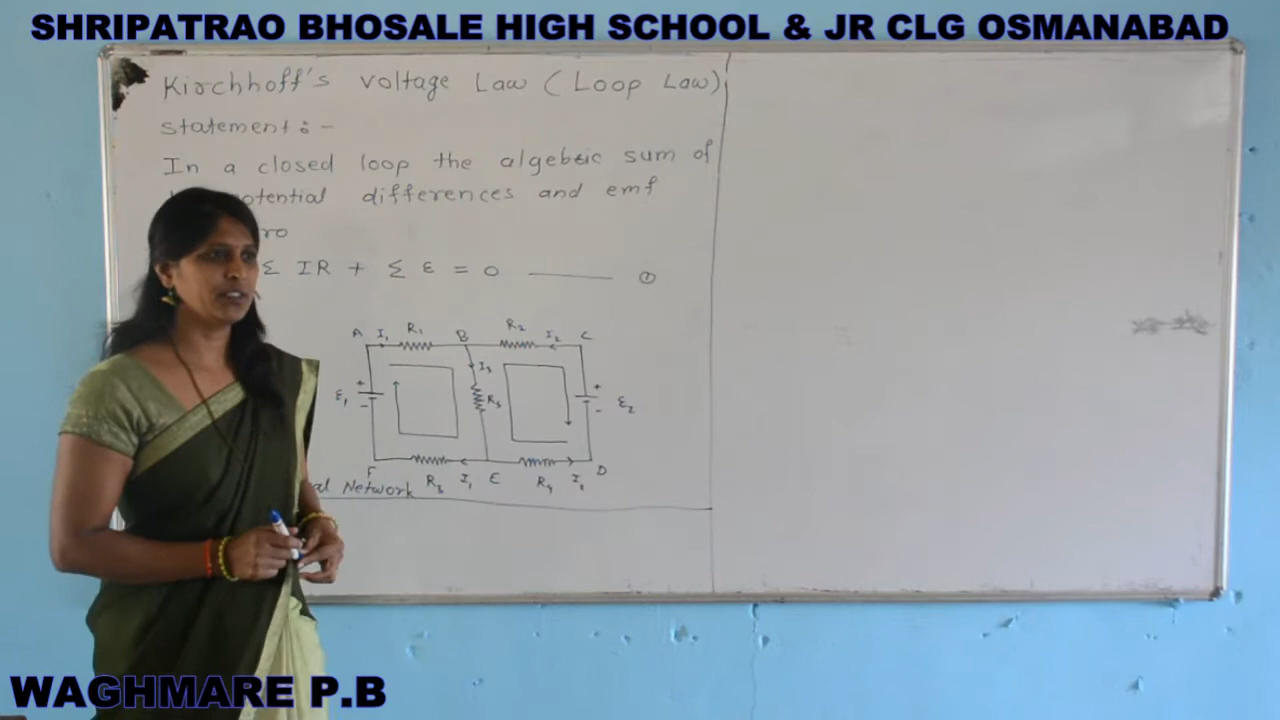 SHRIPATRAO BHOSALE HIGH SCHOOL & JR CLG OSMANABAD
Kirchhoff's voltage Law (Loop Law)
statement :-
In a closed loop the algebric sum of
potential differences and emf
Σ IR + Σ ε = 0 ——— ①
A I₁ R₁ B R₂ I₂ C
I₃
+ +
ε₁ R₅ ε₂
- -
F R₃ I₁ E R₄ I₂ D
Network
WAGHMARE P.B